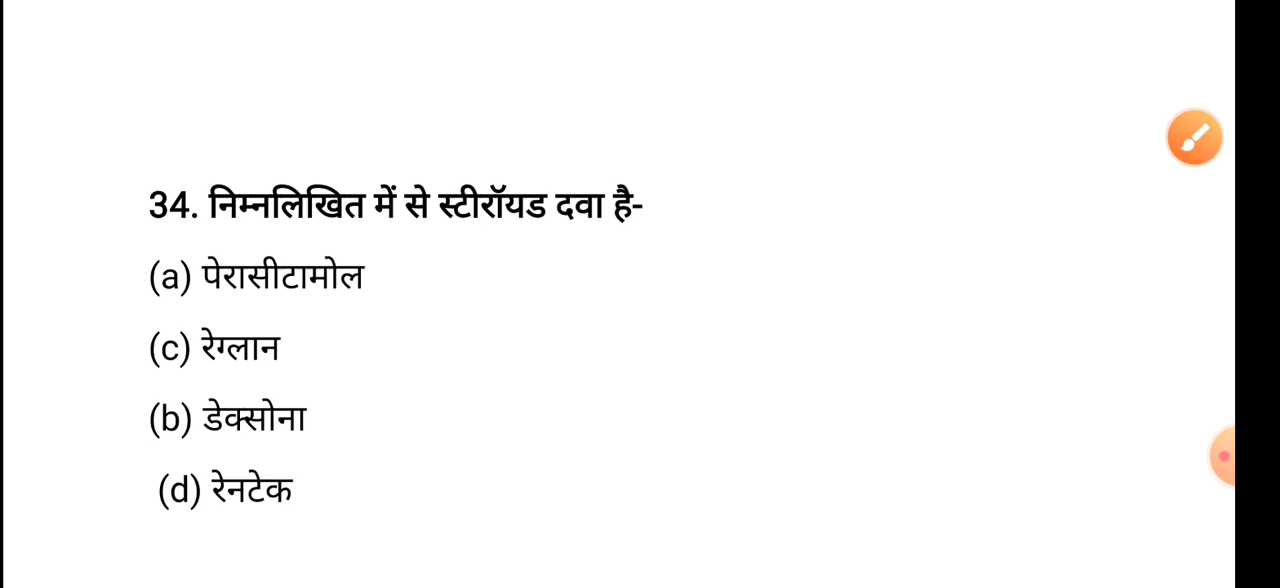 34. निम्नलिखित में से स्टीरॉयड दवा है-
(a) पेरासीटामोल
(c) रेग्लान
(b) डेक्सोना
(d) रेनटेक